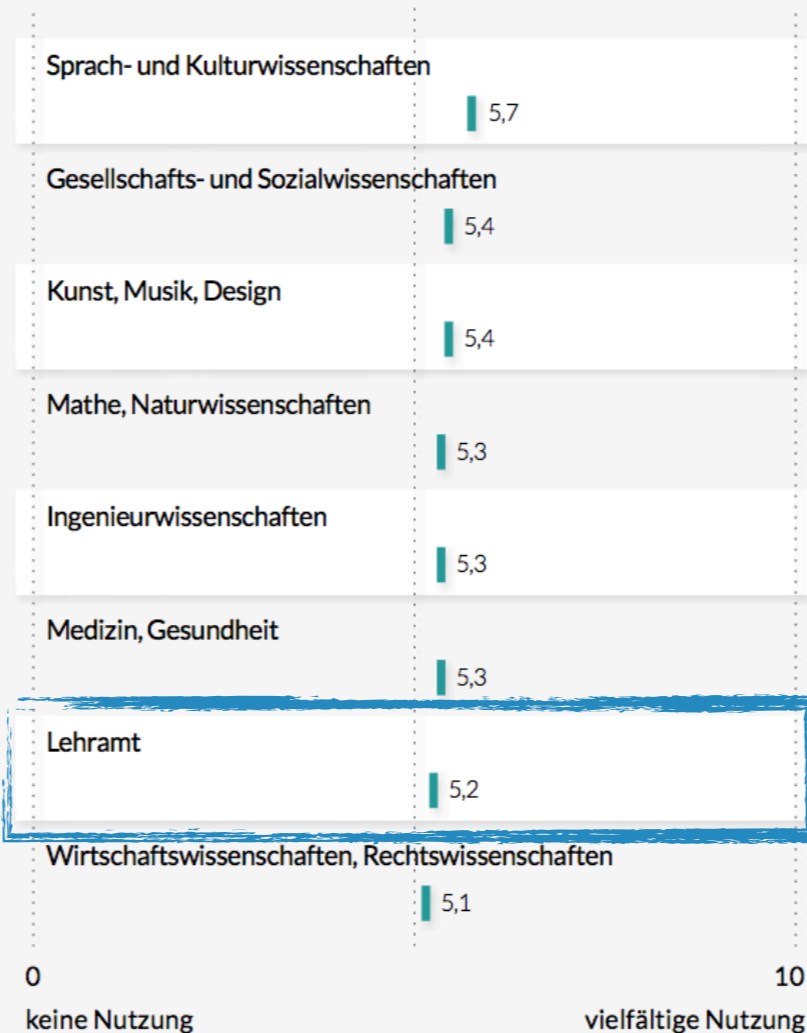 Sprach- und Kulturwissenschaften
5,7
Gesellschafts- und Sozialwissenschaften
5,4
Kunst, Musik, Design
5,4
Mathe, Naturwissenschaften
5,3
Ingenieurwissenschaften
5,3
Medizin, Gesundheit
5,3
Lehramt
5,2
Wirtschaftswissenschaften, Rechtswissenschaften
5,1
0 10
keine Nutzung vielfältige Nutzung